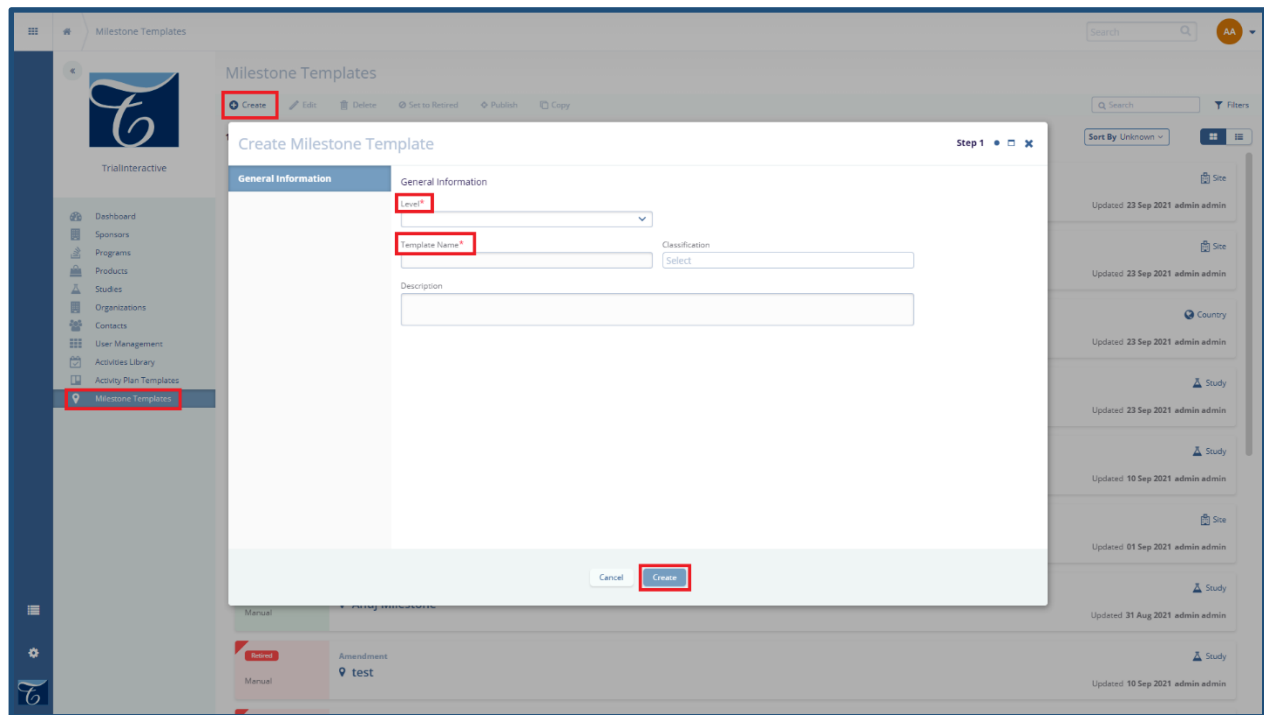 Milestone Templates
Search
AA
Milestone Templates
Create Edit Delete Set to Retired Publish Copy
Search
Filters
Sort By Unknown
TrialInteractive
Dashboard
Sponsors
Programs
Products
Studies
Organizations
Contacts
User Management
Activities Library
Activity Plan Templates
Milestone Templates
Create Milestone Template
Step 1
General Information
General Information
Level*
Template Name*
Classification
Select
Description
Cancel
Create
Site
Updated 23 Sep 2021 admin admin
Site
Updated 23 Sep 2021 admin admin
Country
Updated 23 Sep 2021 admin admin
Study
Updated 23 Sep 2021 admin admin
Study
Updated 10 Sep 2021 admin admin
Site
Updated 01 Sep 2021 admin admin
Manual
Study
Updated 31 Aug 2021 admin admin
Retired
Amendment
test
Manual
Study
Updated 10 Sep 2021 admin admin